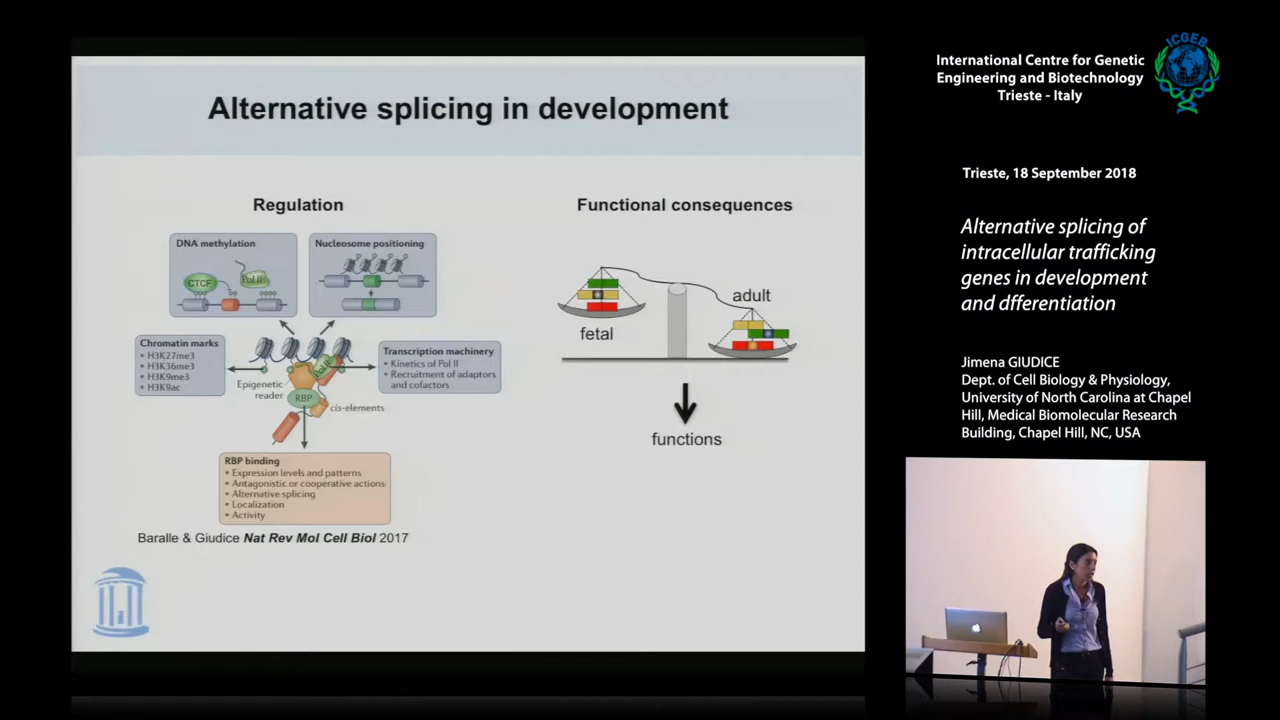 Alternative splicing in development
Regulation
DNA methylation
CTCF
Pol II
Nucleosome positioning
Chromatin marks
• H3K27me3
• H3K36me3
• H3K9me3
• H3K9ac
Epigenetic
reader
Pol II
RBP
cis-elements
Transcription machinery
• Kinetics of Pol II
• Recruitment of adaptors
and cofactors
RBP binding
• Expression levels and patterns
• Antagonistic or cooperative actions
• Alternative splicing
• Localization
• Activity
Baralle & Giudice Nat Rev Mol Cell Biol 2017
Functional consequences
fetal
adult
functions
International Centre for Genetic
Engineering and Biotechnology
Trieste - Italy
ICGEB
Trieste, 18 September 2018
Alternative splicing of
intracellular trafficking
genes in development
and dfferentiation
Jimena GIUDICE
Dept. of Cell Biology & Physiology,
University of North Carolina at Chapel
Hill, Medical Biomolecular Research
Building, Chapel Hill, NC, USA